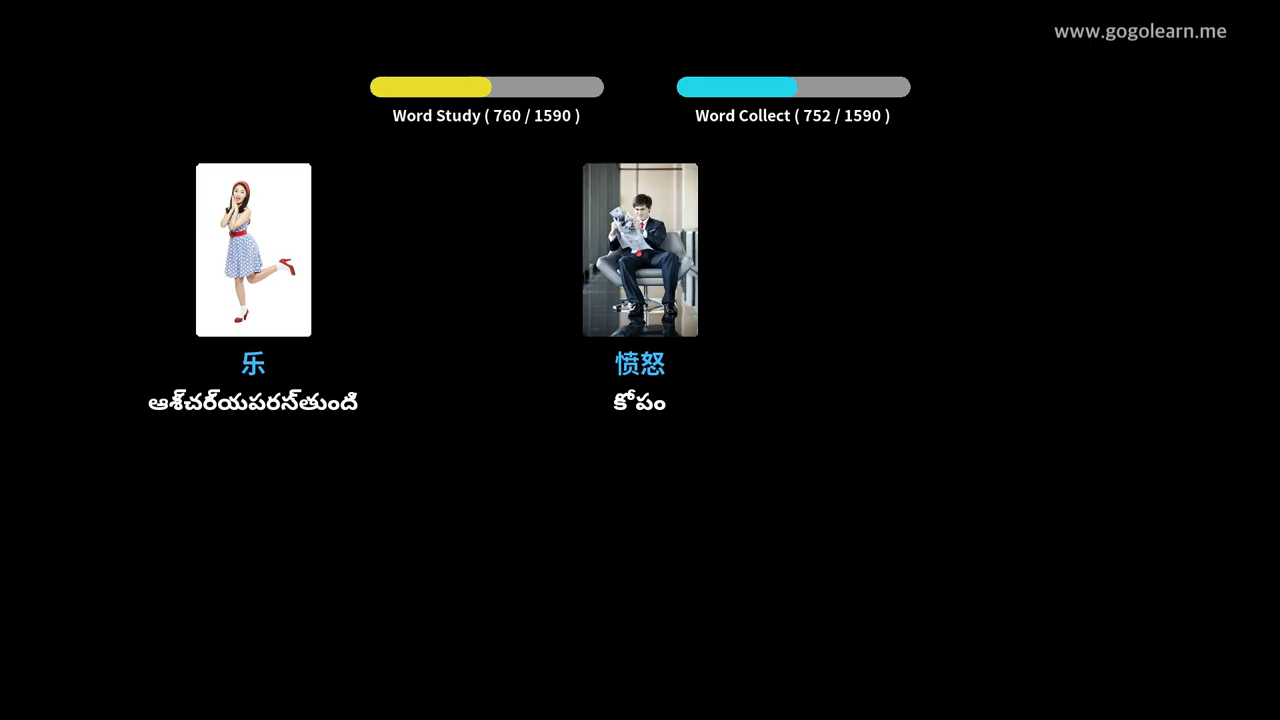 www.gogolearn.me
Word Study ( 760 / 1590 )
Word Collect ( 752 / 1590 )
乐
愤怒
ఆశ్‌చర్‌యపరస్‌తుంది
కోపం